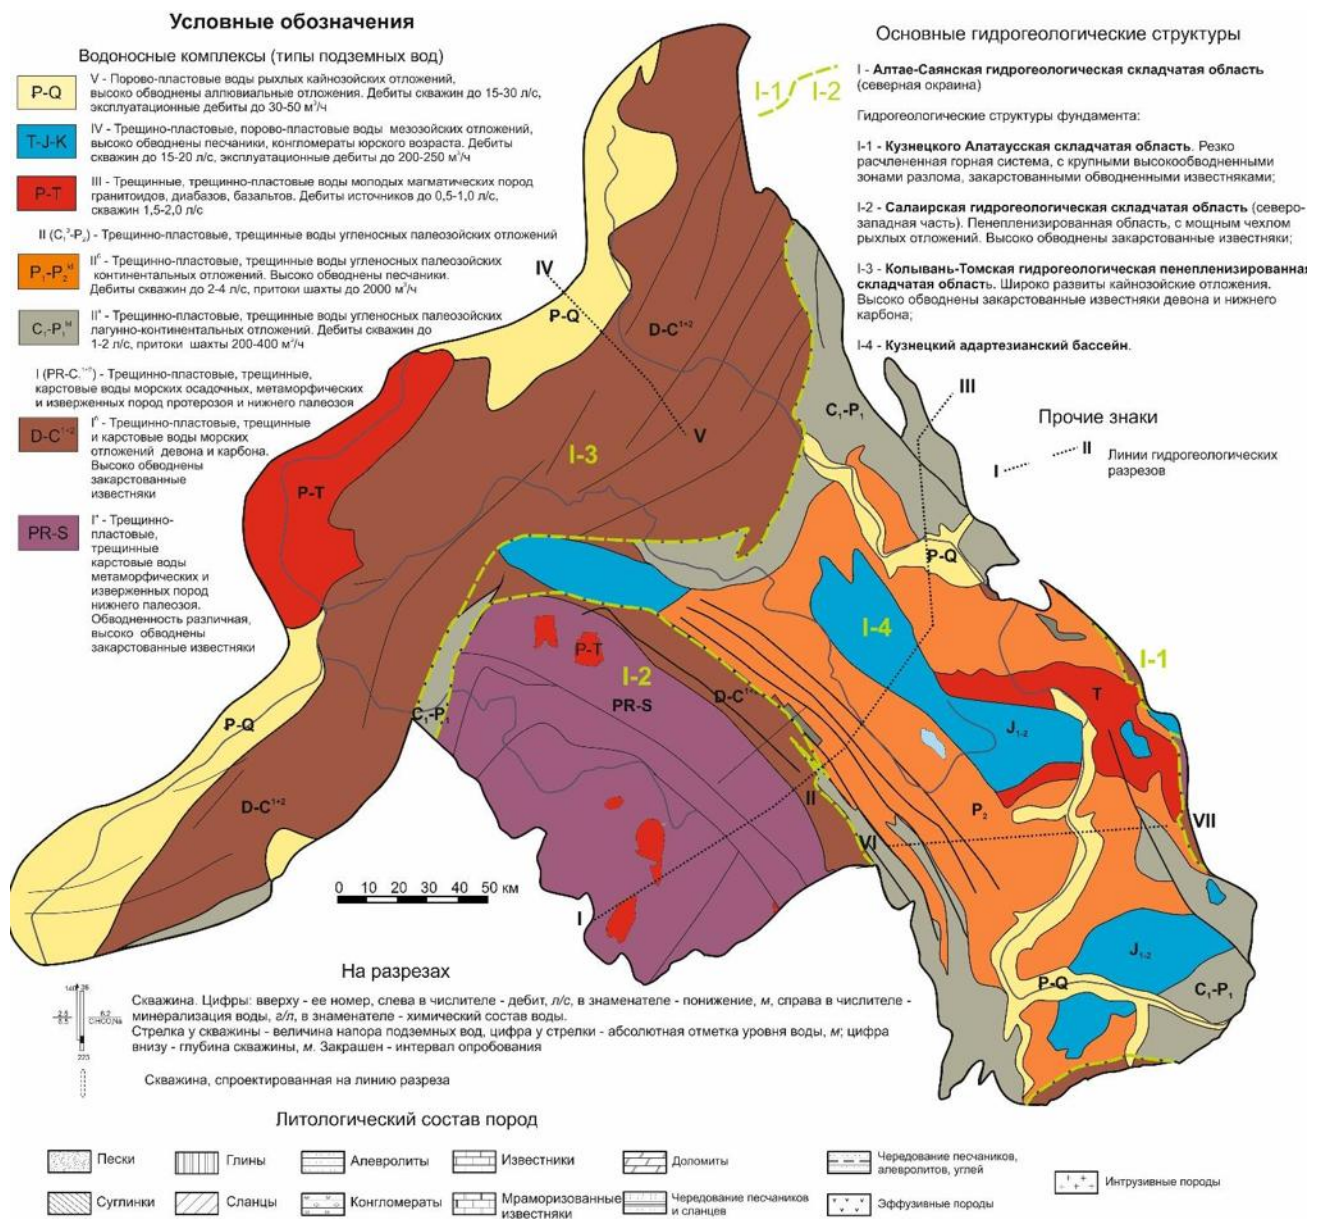 Условные обозначения
Водоносные комплексы (типы подземных вод)
P-Q
V - Порово-пластовые воды рыхлых кайнозойских отложений,
высоко обводнены аллювиальные отложения. Дебиты скважин до 15-30 л/с,
эксплуатационные дебиты до 30-50 м³/ч
T-J-K
IV - Трещино-пластовые, порово-пластовые воды мезозойских отложений,
высоко обводнены песчаники, конгломераты юрского возраста. Дебиты
скважин до 15-20 л/с, эксплуатационные дебиты до 200-250 м³/ч
P-T
III - Трещинные, трещинно-пластовые воды молодых магматических пород
гранитоидов, диабазов, базальтов. Дебиты источников до 0,5-1,0 л/с,
скважин 1,5-2,0 л/с
- Трещинно-пластовые, трещинные воды угленосных палеозойских отложений
II⁶ - Трещинно-пластовые, трещинные воды угленосных палеозойских
континентальных отложений. Высоко обводнены песчаники.
Дебиты скважин до 2-4 л/с, притоки шахты до 2000 м³/ч
IIᵃ - Трещинно-пластовые, трещинные воды угленосных палеозойских
лагунно-континентальных отложений. Дебиты скважин до
1-2 л/с, притоки шахты 200-400 м³/ч
- Трещинно-пластовые, трещинные,
карстовые воды морских осадочных, метаморфических
и изверженных пород протерозоя и нижнего палеозоя
D-C¹⁺²
- Трещинно-пластовые, трещинные
и карстовые воды морских
отложений девона и карбона.
Высоко обводнены
закарстованные
известняки
PR-S
- Трещинно-
пластовые,
трещинные
карстовые воды
метаморфических и
изверженных пород
нижнего палеозоя.
Обводненность различная,
высоко обводнены
закарстованные известняки
Основные гидрогеологические структуры
I-1
I-2
I - Алтае-Саянская гидрогеологическая складчатая область
(северная окраина)
Гидрогеологические структуры фундамента:
I-1 - Кузнецкого Алатаусская складчатая область. Резко
расчлененная горная система, с крупными высокообводненными
зонами разлома, закарстованными обводненными известняками;
I-2 - Салаирская гидрогеологическая складчатая область (северо-
западная часть). Пенепленизированная область, с мощным чехлом
рыхлых отложений. Высоко обводнены закарстованные известняки;
I-3 - Колывань-Томская гидрогеологическая пенепленизированная
складчатая область. Широко развиты кайнозойские отложения.
Высоко обводнены закарстованные известняки девона и нижнего
карбона;
I-4 - Кузнецкий адартезианский бассейн.
Прочие знаки
I
II
Линии гидрогеологических
разрезов
IV
P-Q
D-C¹⁺²
III
C₁-P₁
V
I-3
P-T
P-Q
I-4
I-1
P-T
I-2
PR-S
D-C¹⁺²
T
C₁-P₁
P-Q
J₁₋₂
D-C¹⁺²
II
P₂
VI
VII
I
J₁₋₂
P-Q
C₁-P₁
0 10 20 30 40 50 км
На разрезах
Скважина. Цифры: вверху - ее номер, слева в числителе - дебит, л/с, в знаменателе - понижение, м, справа в числителе -
минерализация воды, г/л, в знаменателе - химический состав воды.
Стрелка у скважины - величина напора подземных вод, цифра у стрелки - абсолютная отметка уровня воды, м; цифра
внизу - глубина скважины, м. Закрашен - интервал опробования
223
Скважина, спроектированная на линию разреза
Литологический состав пород
Пески
Глины
Алевролиты
Известники
Доломиты
Чередование песчаников,
алевролитов, углей
Интрузивные породы
Суглинки
Сланцы
Конгломераты
Мраморизованные
известняки
Чередование песчаников
и сланцев
Эффузивные породы